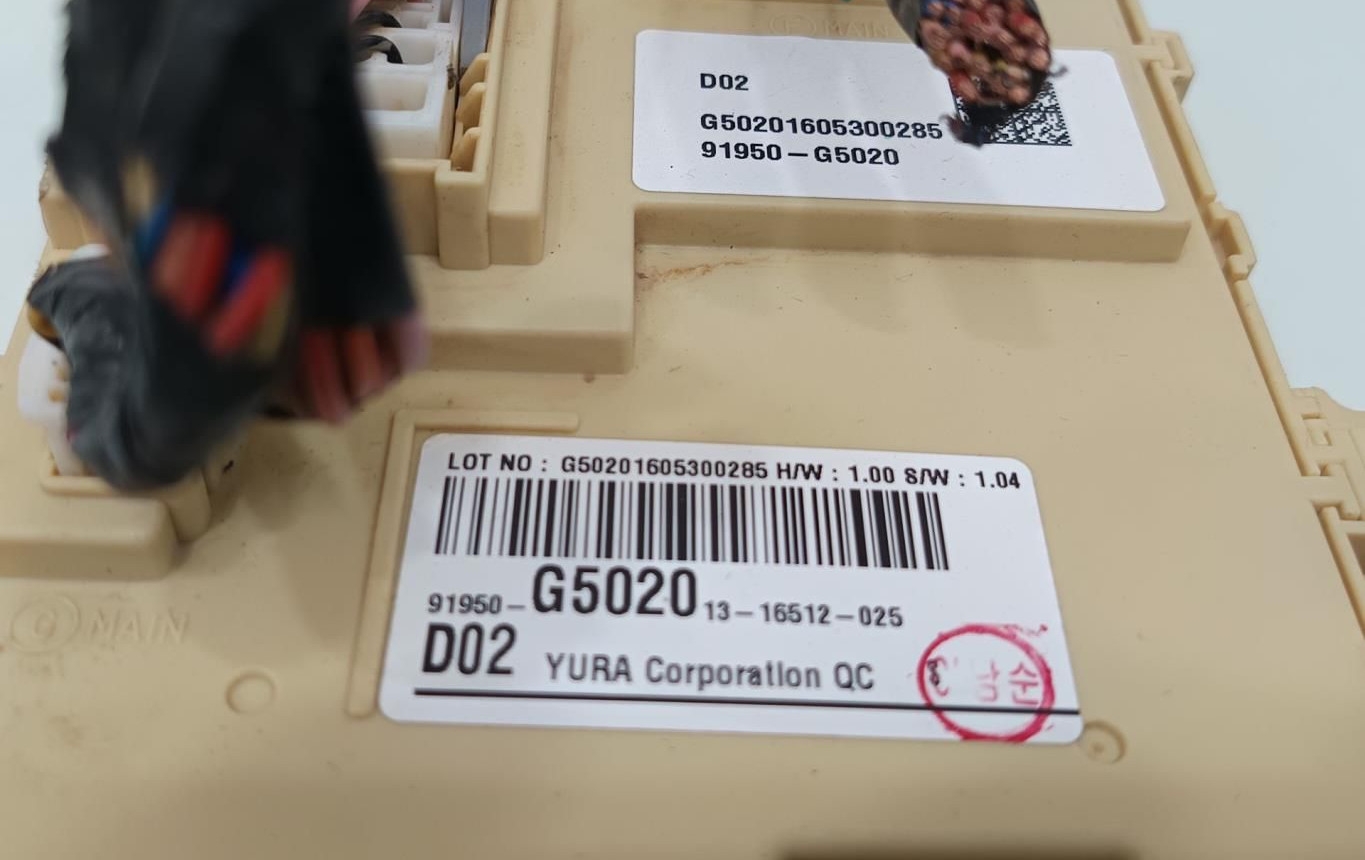 MAIN
D02
G50201605300285
91950-G5020
LOT NO : G50201605300285 H/W : 1.00 S/W : 1.04
91950-G5020 13-16512-025
D02 YURA Corporation QC
MAIN